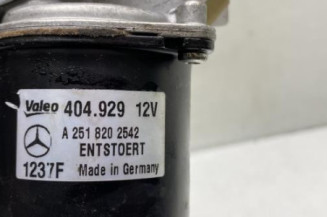 Valeo 404.929 12V
A 251 820 2542
ENTSTOERT
1237F Made in Germany